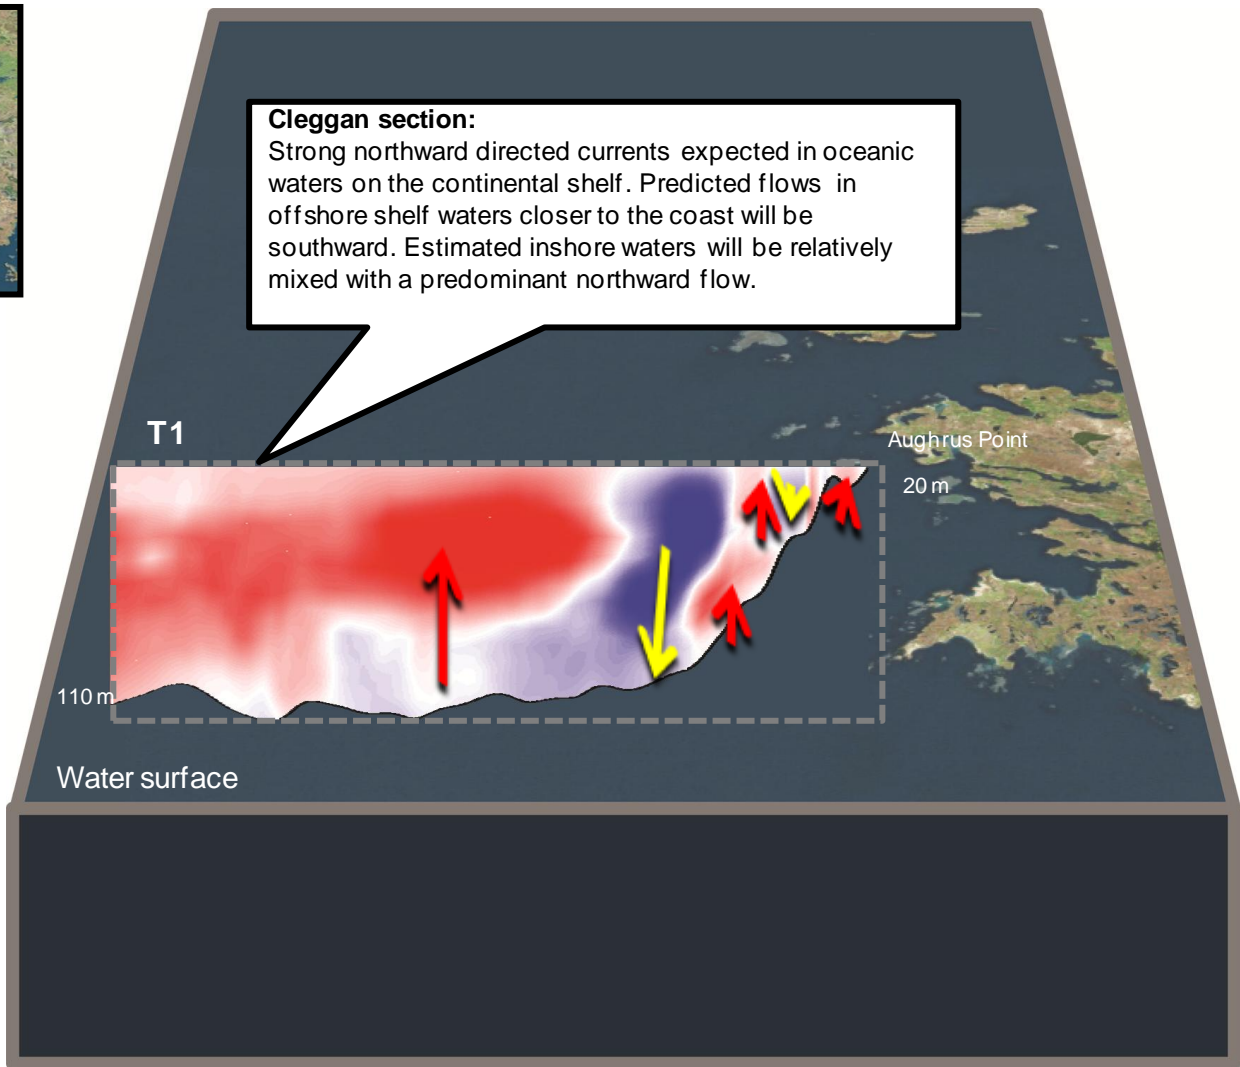 Cleggan section:
Strong northward directed currents expected in oceanic
waters on the continental shelf. Predicted flows in
offshore shelf waters closer to the coast will be
southward. Estimated inshore waters will be relatively
mixed with a predominant northward flow.
T1
Aughrus Point
20 m
110 m
Water surface